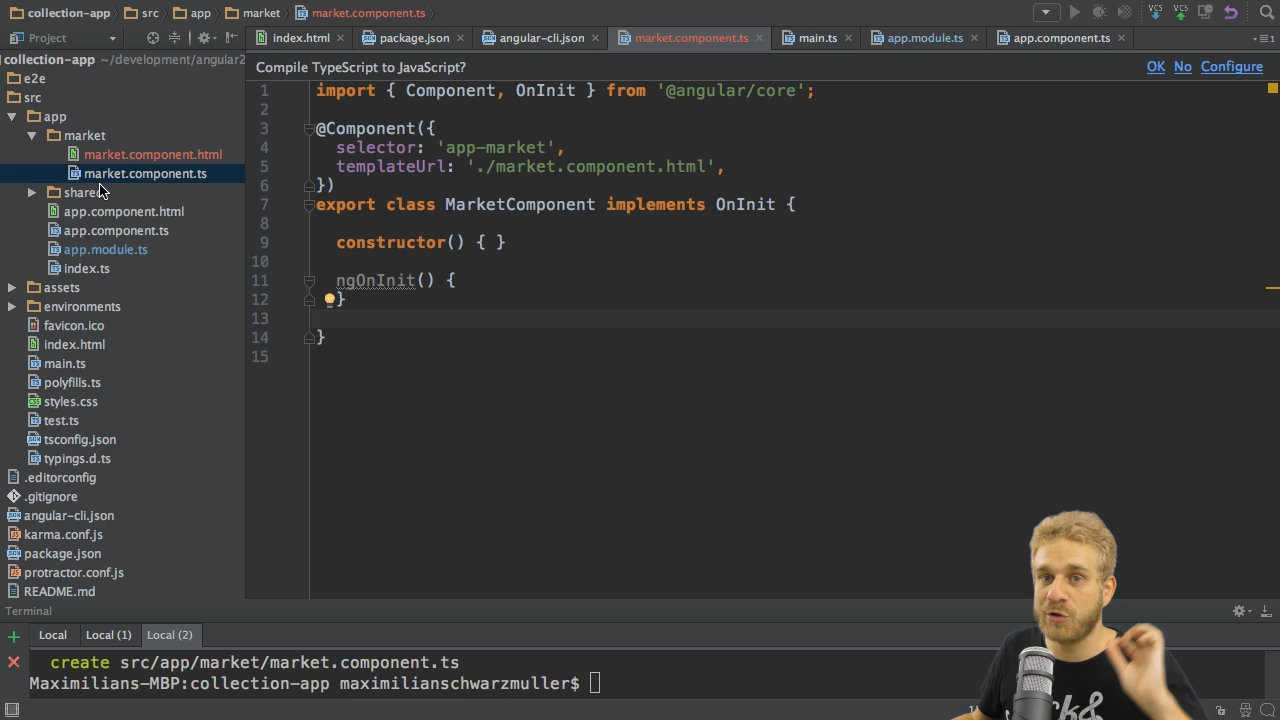 collection-app src app market market.component.ts
Project
index.html package.json angular-cli.json market.component.ts main.ts app.module.ts app.component.ts
collection-app ~/development/angular2
Compile TypeScript to JavaScript? OK No Configure
e2e
src
app
market
market.component.html
market.component.ts
shared
app.component.html
app.component.ts
app.module.ts
index.ts
assets
environments
favicon.ico
index.html
main.ts
polyfills.ts
styles.css
test.ts
tsconfig.json
typings.d.ts
.editorconfig
.gitignore
angular-cli.json
karma.conf.js
package.json
protractor.conf.js
README.md
1 import { Component, OnInit } from '@angular/core';
2
3 @Component({
4 selector: 'app-market',
5 templateUrl: './market.component.html',
6 })
7 export class MarketComponent implements OnInit {
8
9 constructor() { }
10
11 ngOnInit() {
12 }
13
14 }
15
Terminal
Local Local (1) Local (2)
create src/app/market/market.component.ts
Maximilians-MBP:collection-app maximilianschwarzmuller$